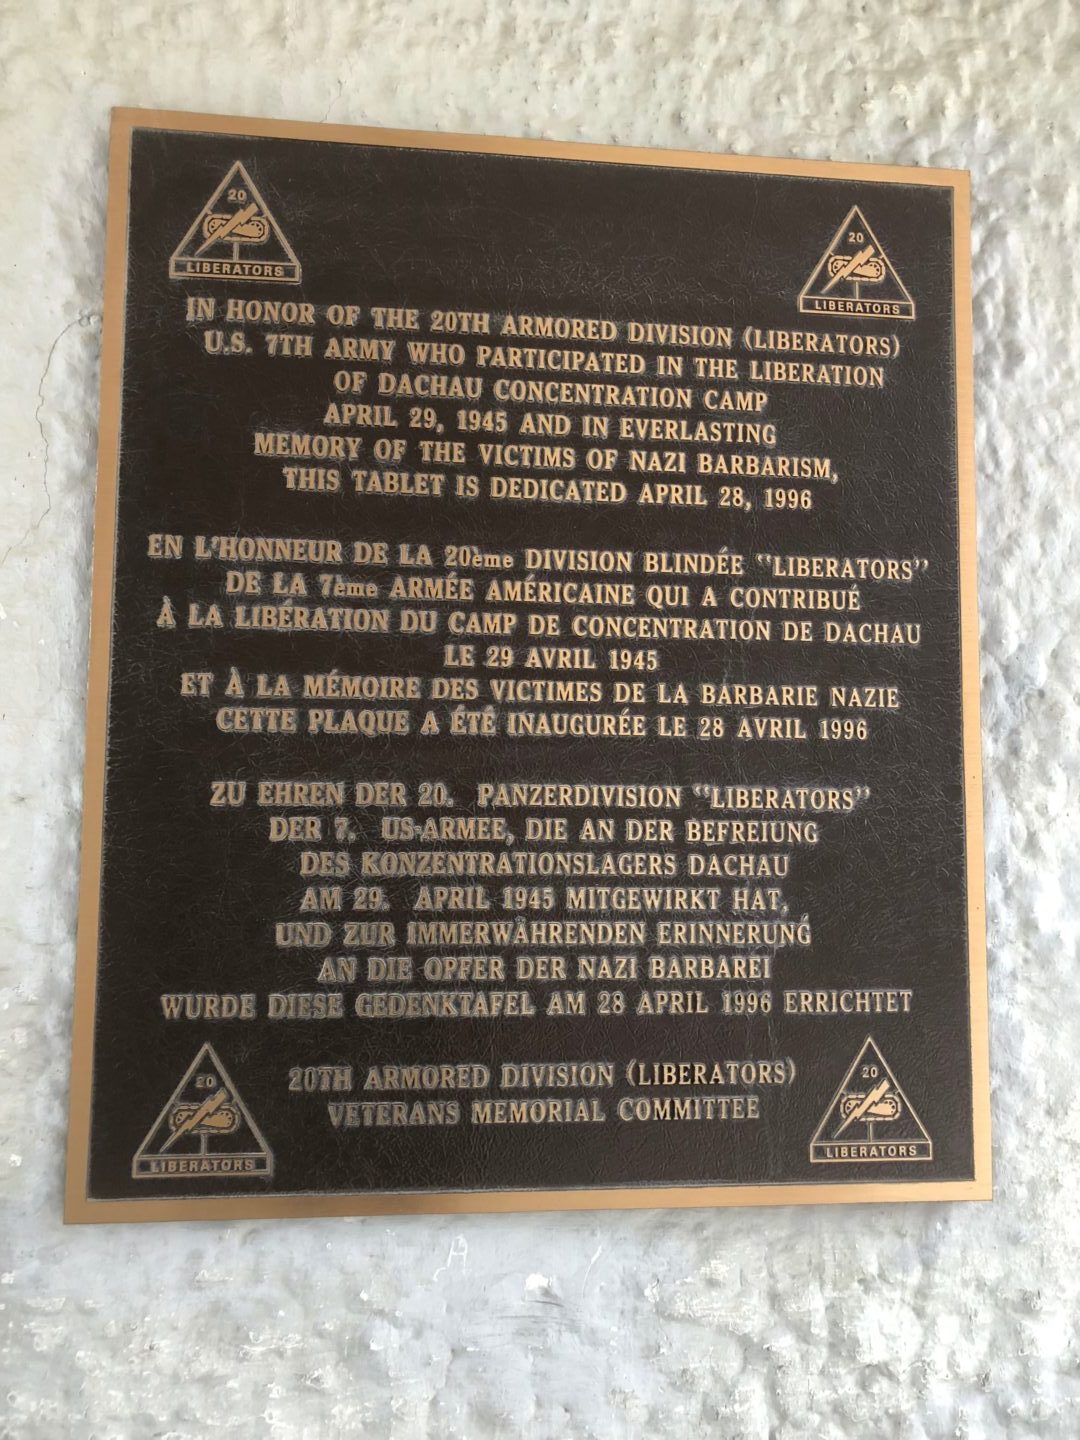 20
LIBERATORS
20
LIBERATORS
IN HONOR OF THE 20TH ARMORED DIVISION (LIBERATORS)
U.S. 7TH ARMY WHO PARTICIPATED IN THE LIBERATION
OF DACHAU CONCENTRATION CAMP
APRIL 29, 1945 AND IN EVERLASTING
MEMORY OF THE VICTIMS OF NAZI BARBARISM,
THIS TABLET IS DEDICATED APRIL 28, 1996
EN L'HONNEUR DE LA 20ème DIVISION BLINDÉE "LIBERATORS"
DE LA 7ème ARMÉE AMÉRICAINE QUI A CONTRIBUÉ
À LA LIBÉRATION DU CAMP DE CONCENTRATION DE DACHAU
LE 29 AVRIL 1945
ET À LA MÉMOIRE DES VICTIMES DE LA BARBARIE NAZIE
CETTE PLAQUE A ÉTÉ INAUGURÉE LE 28 AVRIL 1996
ZU EHREN DER 20. PANZERDIVISION "LIBERATORS"
DER 7. US-ARMEE, DIE AN DER BEFREIUNG
DES KONZENTRATIONSLAGERS DACHAU
AM 29. APRIL 1945 MITGEWIRKT HAT,
UND ZUR IMMERWÄHRENDEN ERINNERUNG
AN DIE OPFER DER NAZI BARBAREI
WURDE DIESE GEDENKTAFEL AM 28 APRIL 1996 ERRICHTET
20TH ARMORED DIVISION (LIBERATORS)
VETERANS MEMORIAL COMMITTEE
20
LIBERATORS
20
LIBERATORS